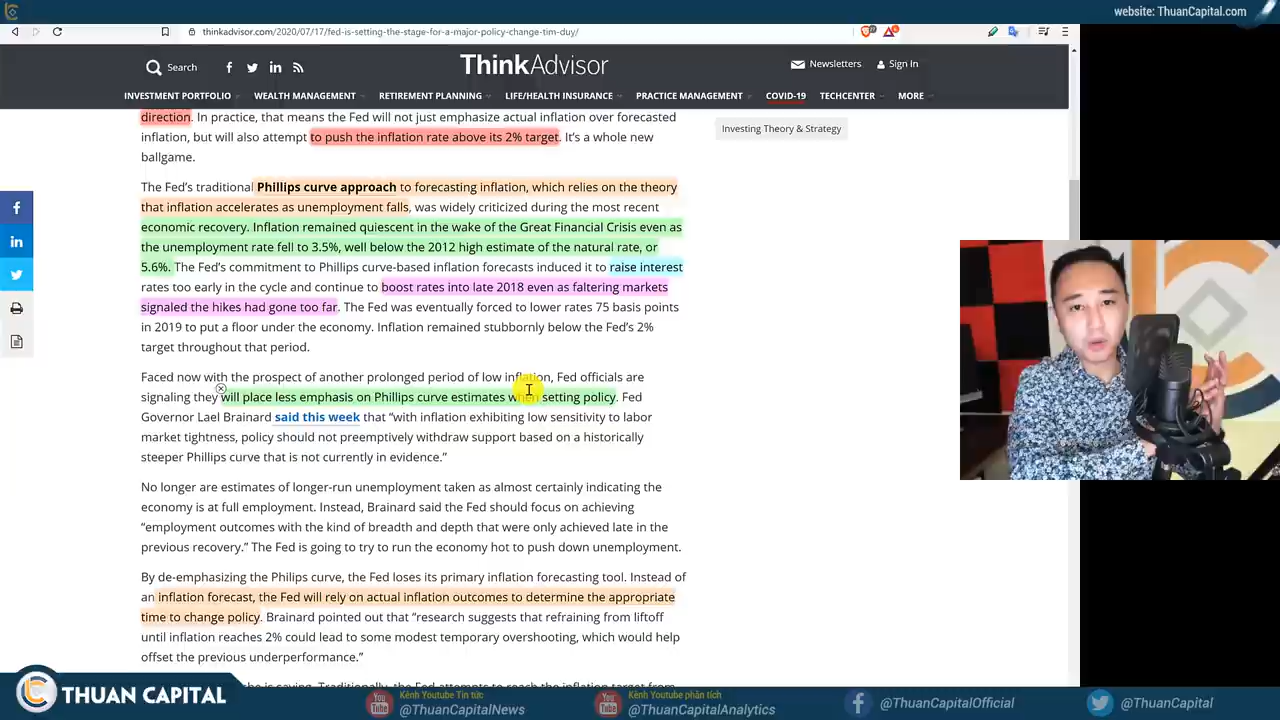 website: ThuanCapital.com
thinkadvisor.com/2020/07/17/fed-is-setting-the-stage-for-a-major-policy-change-tim-duy/
Search
ThinkAdvisor
Newsletters
Sign In
INVESTMENT PORTFOLIO
WEALTH MANAGEMENT
RETIREMENT PLANNING
LIFE/HEALTH INSURANCE
PRACTICE MANAGEMENT
COVID-19
TECHCENTER
MORE
direction. In practice, that means the Fed will not just emphasize actual inflation over forecasted
inflation, but will also attempt to push the inflation rate above its 2% target. It's a whole new
ballgame.
Investing Theory & Strategy
The Fed's traditional Phillips curve approach to forecasting inflation, which relies on the theory
that inflation accelerates as unemployment falls, was widely criticized during the most recent
economic recovery. Inflation remained quiescent in the wake of the Great Financial Crisis even as
the unemployment rate fell to 3.5%, well below the 2012 high estimate of the natural rate, or
5.6%. The Fed's commitment to Phillips curve-based inflation forecasts induced it to raise interest
rates too early in the cycle and continue to boost rates into late 2018 even as faltering markets
signaled the hikes had gone too far. The Fed was eventually forced to lower rates 75 basis points
in 2019 to put a floor under the economy. Inflation remained stubbornly below the Fed's 2%
target throughout that period.
Faced now with the prospect of another prolonged period of low inflation, Fed officials are
signaling they will place less emphasis on Phillips curve estimates when setting policy. Fed
Governor Lael Brainard said this week that “with inflation exhibiting low sensitivity to labor
market tightness, policy should not preemptively withdraw support based on a historically
steeper Phillips curve that is not currently in evidence.”
No longer are estimates of longer-run unemployment taken as almost certainly indicating the
economy is at full employment. Instead, Brainard said the Fed should focus on achieving
“employment outcomes with the kind of breadth and depth that were only achieved late in the
previous recovery.” The Fed is going to try to run the economy hot to push down unemployment.
By de-emphasizing the Philips curve, the Fed loses its primary inflation forecasting tool. Instead of
an inflation forecast, the Fed will rely on actual inflation outcomes to determine the appropriate
time to change policy. Brainard pointed out that “research suggests that refraining from liftoff
until inflation reaches 2% could lead to some modest temporary overshooting, which would help
offset the previous underperformance.”
THUAN CAPITAL
Kênh Youtube Tin tức
@ThuanCapitalNews
Kênh Youtube phân tích
@ThuanCapitalAnalytics
@ThuanCapitalOfficial
@ThuanCapital